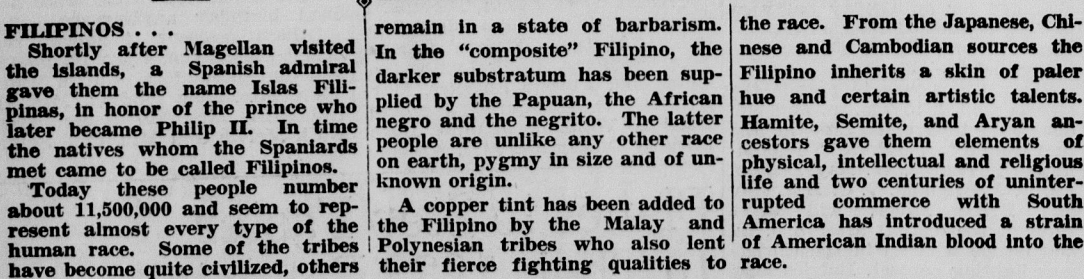 FILIPINOS . . .
Shortly after Magellan visited
the islands, a Spanish admiral
gave them the name Islas Fili-
pinas, in honor of the prince who
later became Philip II. In time
the natives whom the Spaniards
met came to be called Filipinos.
Today these people number
about 11,500,000 and seem to rep-
resent almost every type of the
human race. Some of the tribes
have become quite civilized, others
remain in a state of barbarism.
In the "composite" Filipino, the
darker substratum has been sup-
plied by the Papuan, the African
negro and the negrito. The latter
people are unlike any other race
on earth, pygmy in size and of un-
known origin.
A copper tint has been added to
the Filipino by the Malay and
Polynesian tribes who also lent
their fierce fighting qualities to
the race. From the Japanese, Chi-
nese and Cambodian sources the
Filipino inherits a skin of paler
hue and certain artistic talents.
Hamite, Semite, and Aryan an-
cestors gave them elements of
physical, intellectual and religious
life and two centuries of uninter-
rupted commerce with South
America has introduced a strain
of American Indian blood into the
race.